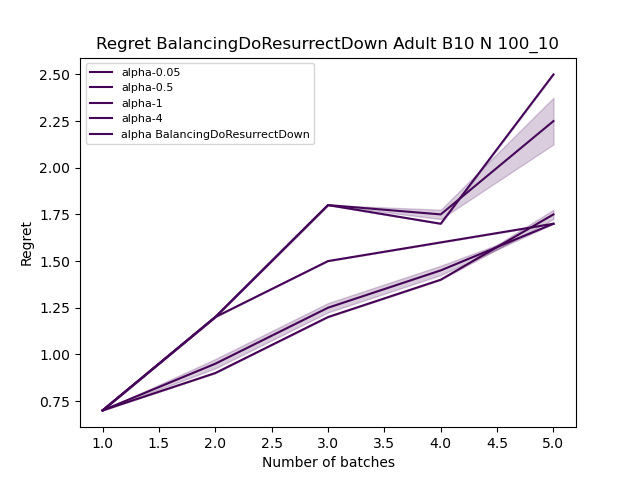 Regret BalancingDoResurrectDown Adult B10 N 100_10
alpha-0.05
alpha-0.5
alpha-1
alpha-4
alpha BalancingDoResurrectDown
2.50
2.25
2.00
1.75
1.50
1.25
1.00
0.75
Regret
1.0 1.5 2.0 2.5 3.0 3.5 4.0 4.5 5.0
Number of batches